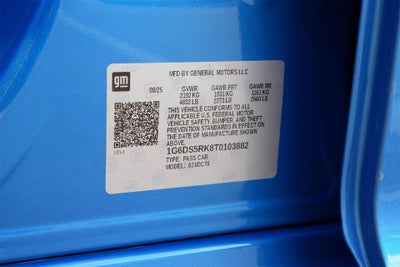 gm
MFD BY GENERAL MOTORS LLC
08/25 GVWR GAWR FRT GAWR RR
2192 KG 1031 KG 1161 KG
4832 LB 2273 LB 2560 LB
THIS VEHICLE CONFORMS TO ALL
APPLICABLE U.S. FEDERAL MOTOR
VEHICLE SAFETY, BUMPER, AND THEFT
PREVENTION STANDARDS IN EFFECT ON
THE DATE OF MANUFACTURE SHOWN
ABOVE.
1G6DS5RK8T0103882
TYPE: PASS CAR
MODEL: 6DC79